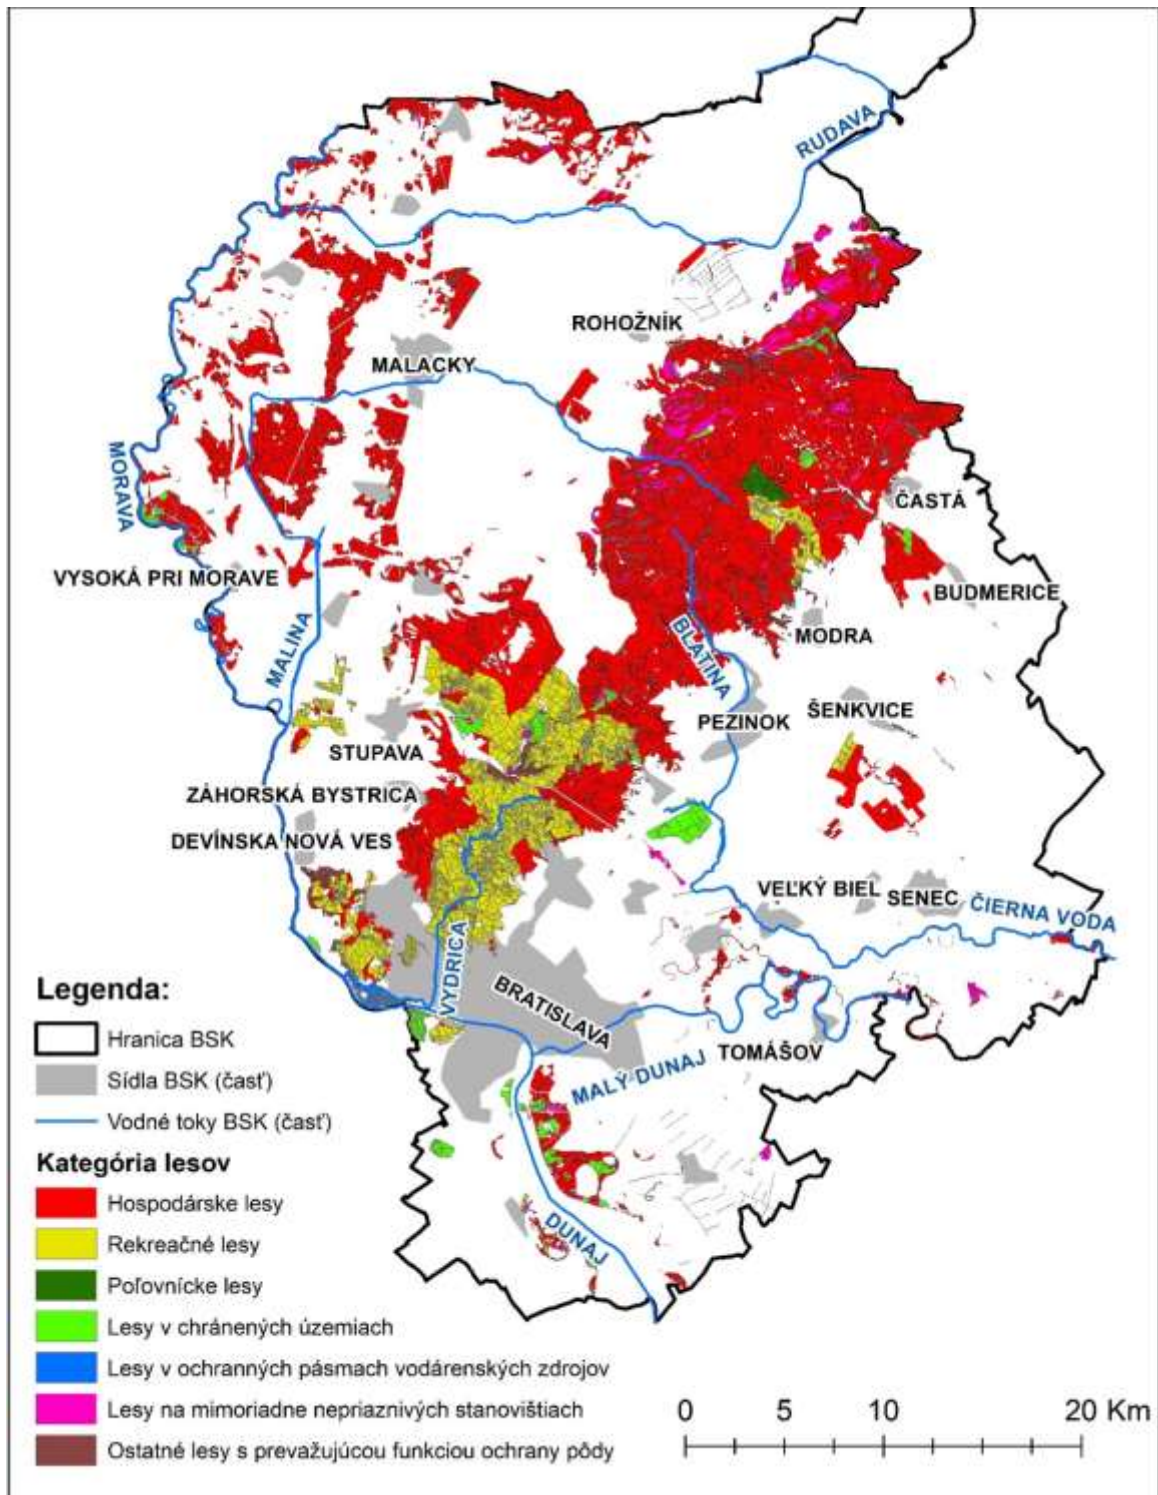 RUDAVA
ROHOŽNÍK
MALACKY
MORAVA
ČASTÁ
VYSOKÁ PRI MORAVE
BUDMERICE
MALINA
BLATINA
MODRA
PEZINOK
ŠENKVICE
STUPAVA
ZÁHORSKÁ BYSTRICA
DEVÍNSKA NOVÁ VES
VEĽKÝ BIEL
SENEC
ČIERNA VODA
VYDRICA
BRATISLAVA
TOMÁŠOV
MALÝ DUNAJ
DUNAJ
Legenda:
Hranica BSK
Sídla BSK (časť)
Vodné toky BSK (časť)
Kategória lesov
Hospodárske lesy
Rekreačné lesy
Poľovnícke lesy
Lesy v chránených územiach
Lesy v ochranných pásmach vodárenských zdrojov
Lesy na mimoriadne nepriaznivých stanovištiach
Ostatné lesy s prevažujúcou funkciou ochrany pôdy
0 5 10 20 Km